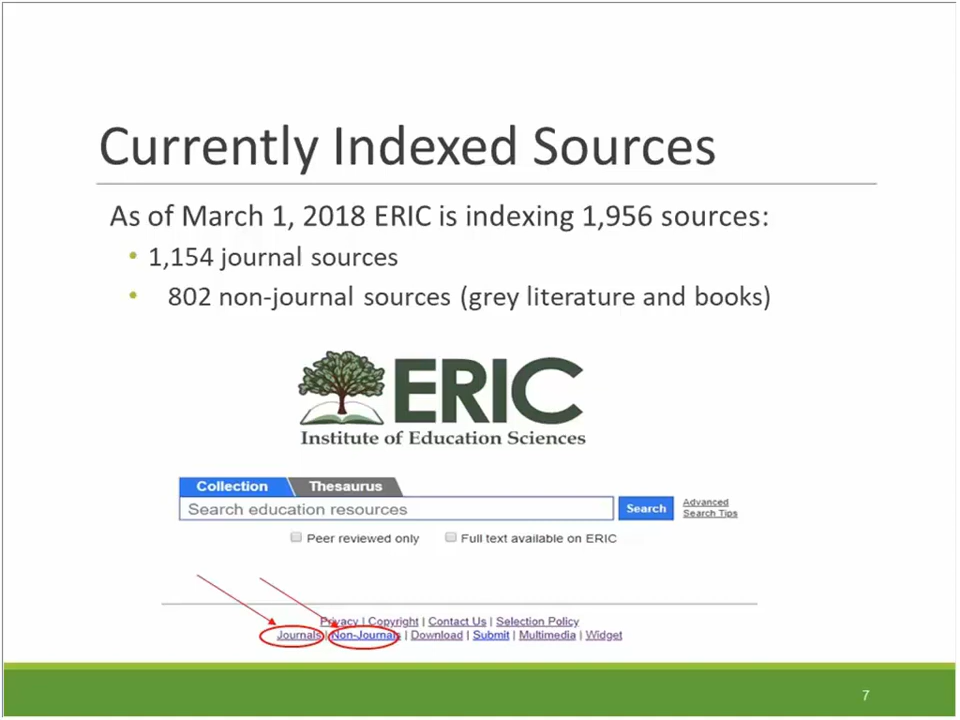 Currently Indexed Sources
As of March 1, 2018 ERIC is indexing 1,956 sources:
• 1,154 journal sources
• 802 non-journal sources (grey literature and books)
ERIC
Institute of Education Sciences
Collection Thesaurus
Search education resources Search Advanced
Search Tips
Peer reviewed only Full text available on ERIC
Privacy | Copyright | Contact Us | Selection Policy
Journals | Non-Journals | Download | Submit | Multimedia | Widget
7